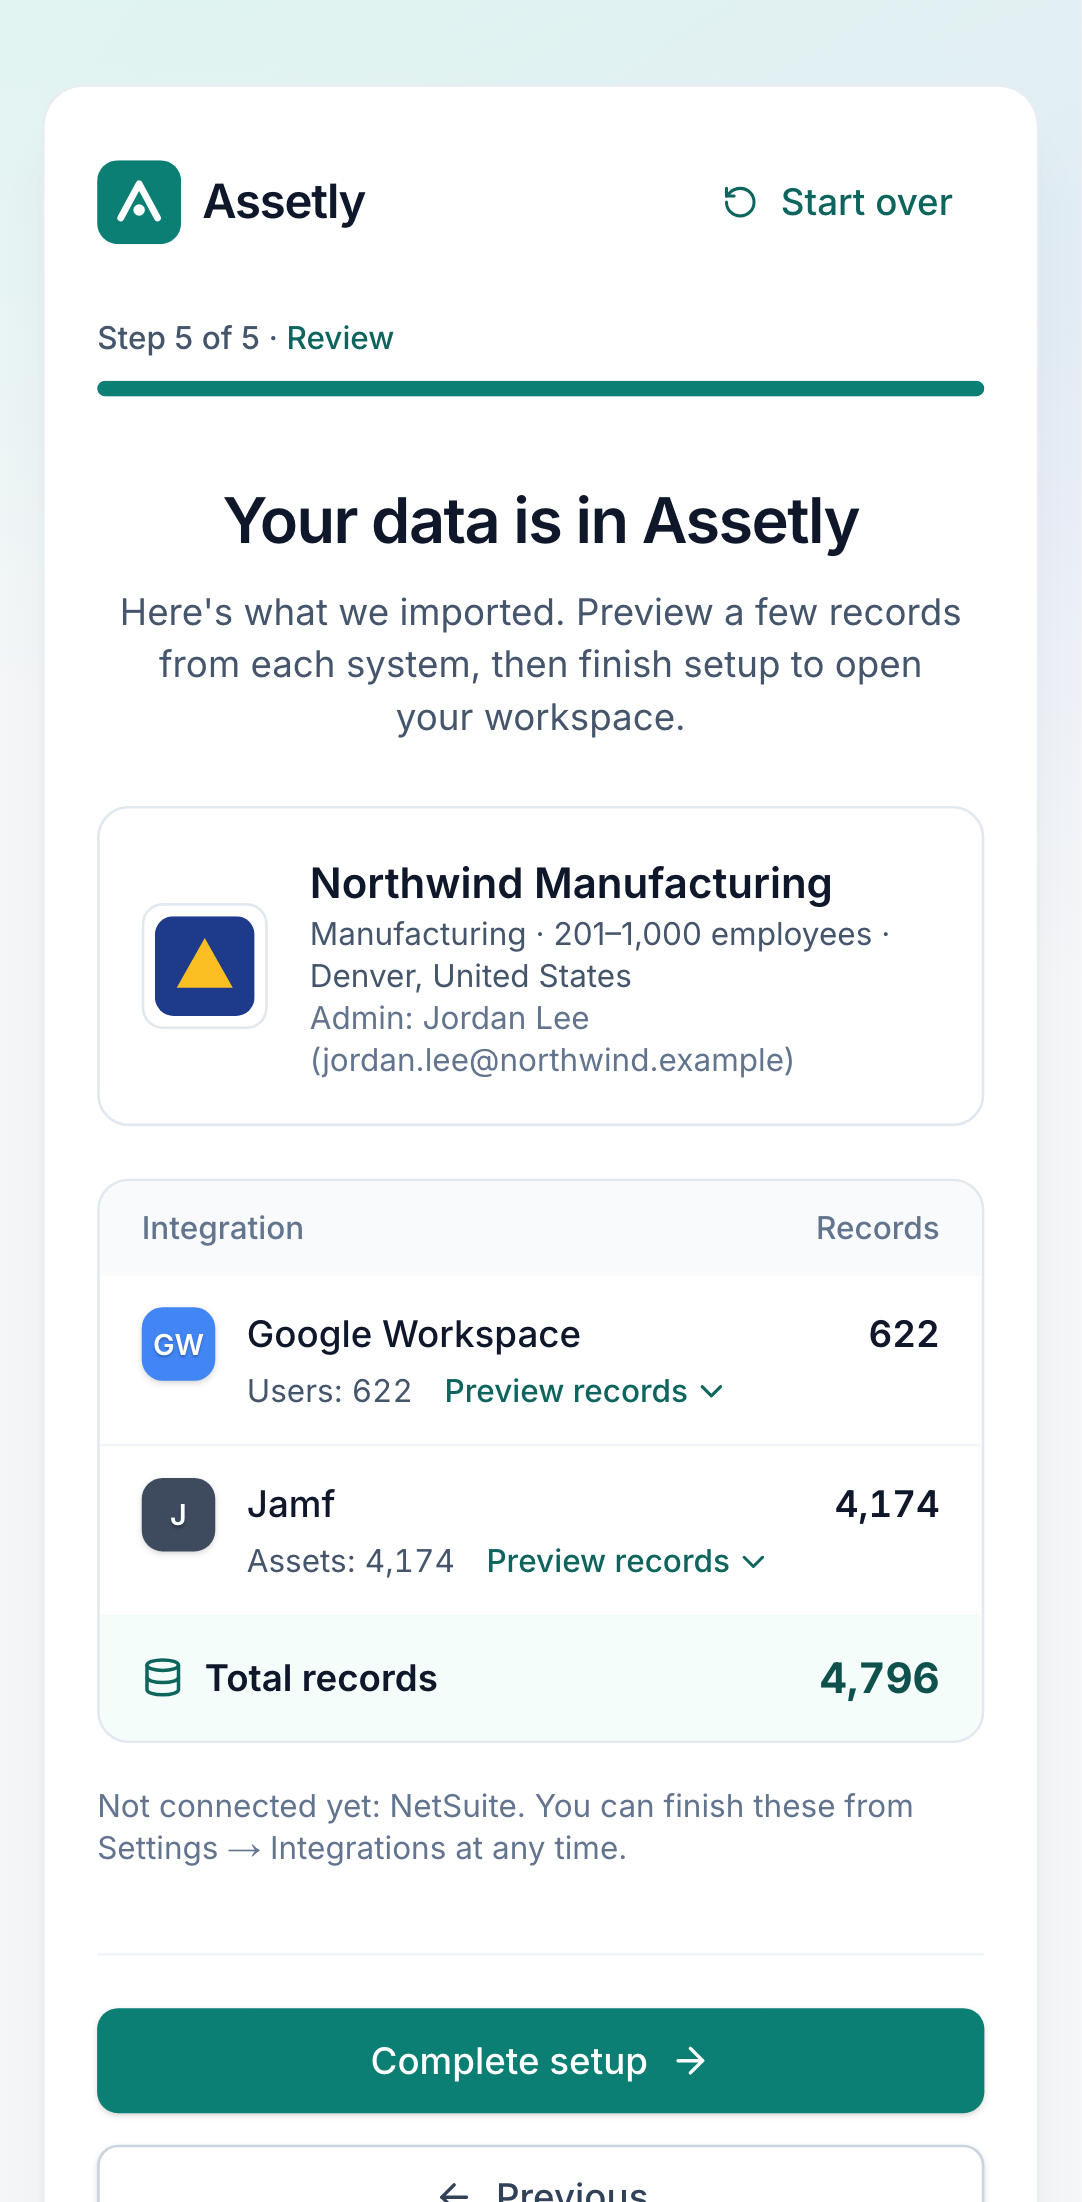 Assetly
Start over
Step 5 of 5 · Review
Your data is in Assetly
Here's what we imported. Preview a few records
from each system, then finish setup to open
your workspace.
Northwind Manufacturing
Manufacturing · 201–1,000 employees ·
Denver, United States
Admin: Jordan Lee
(jordan.lee@northwind.example)
Integration Records
GW Google Workspace 622
Users: 622 Preview records
J Jamf 4,174
Assets: 4,174 Preview records
Total records 4,796
Not connected yet: NetSuite. You can finish these from
Settings → Integrations at any time.
Complete setup →
← Previous